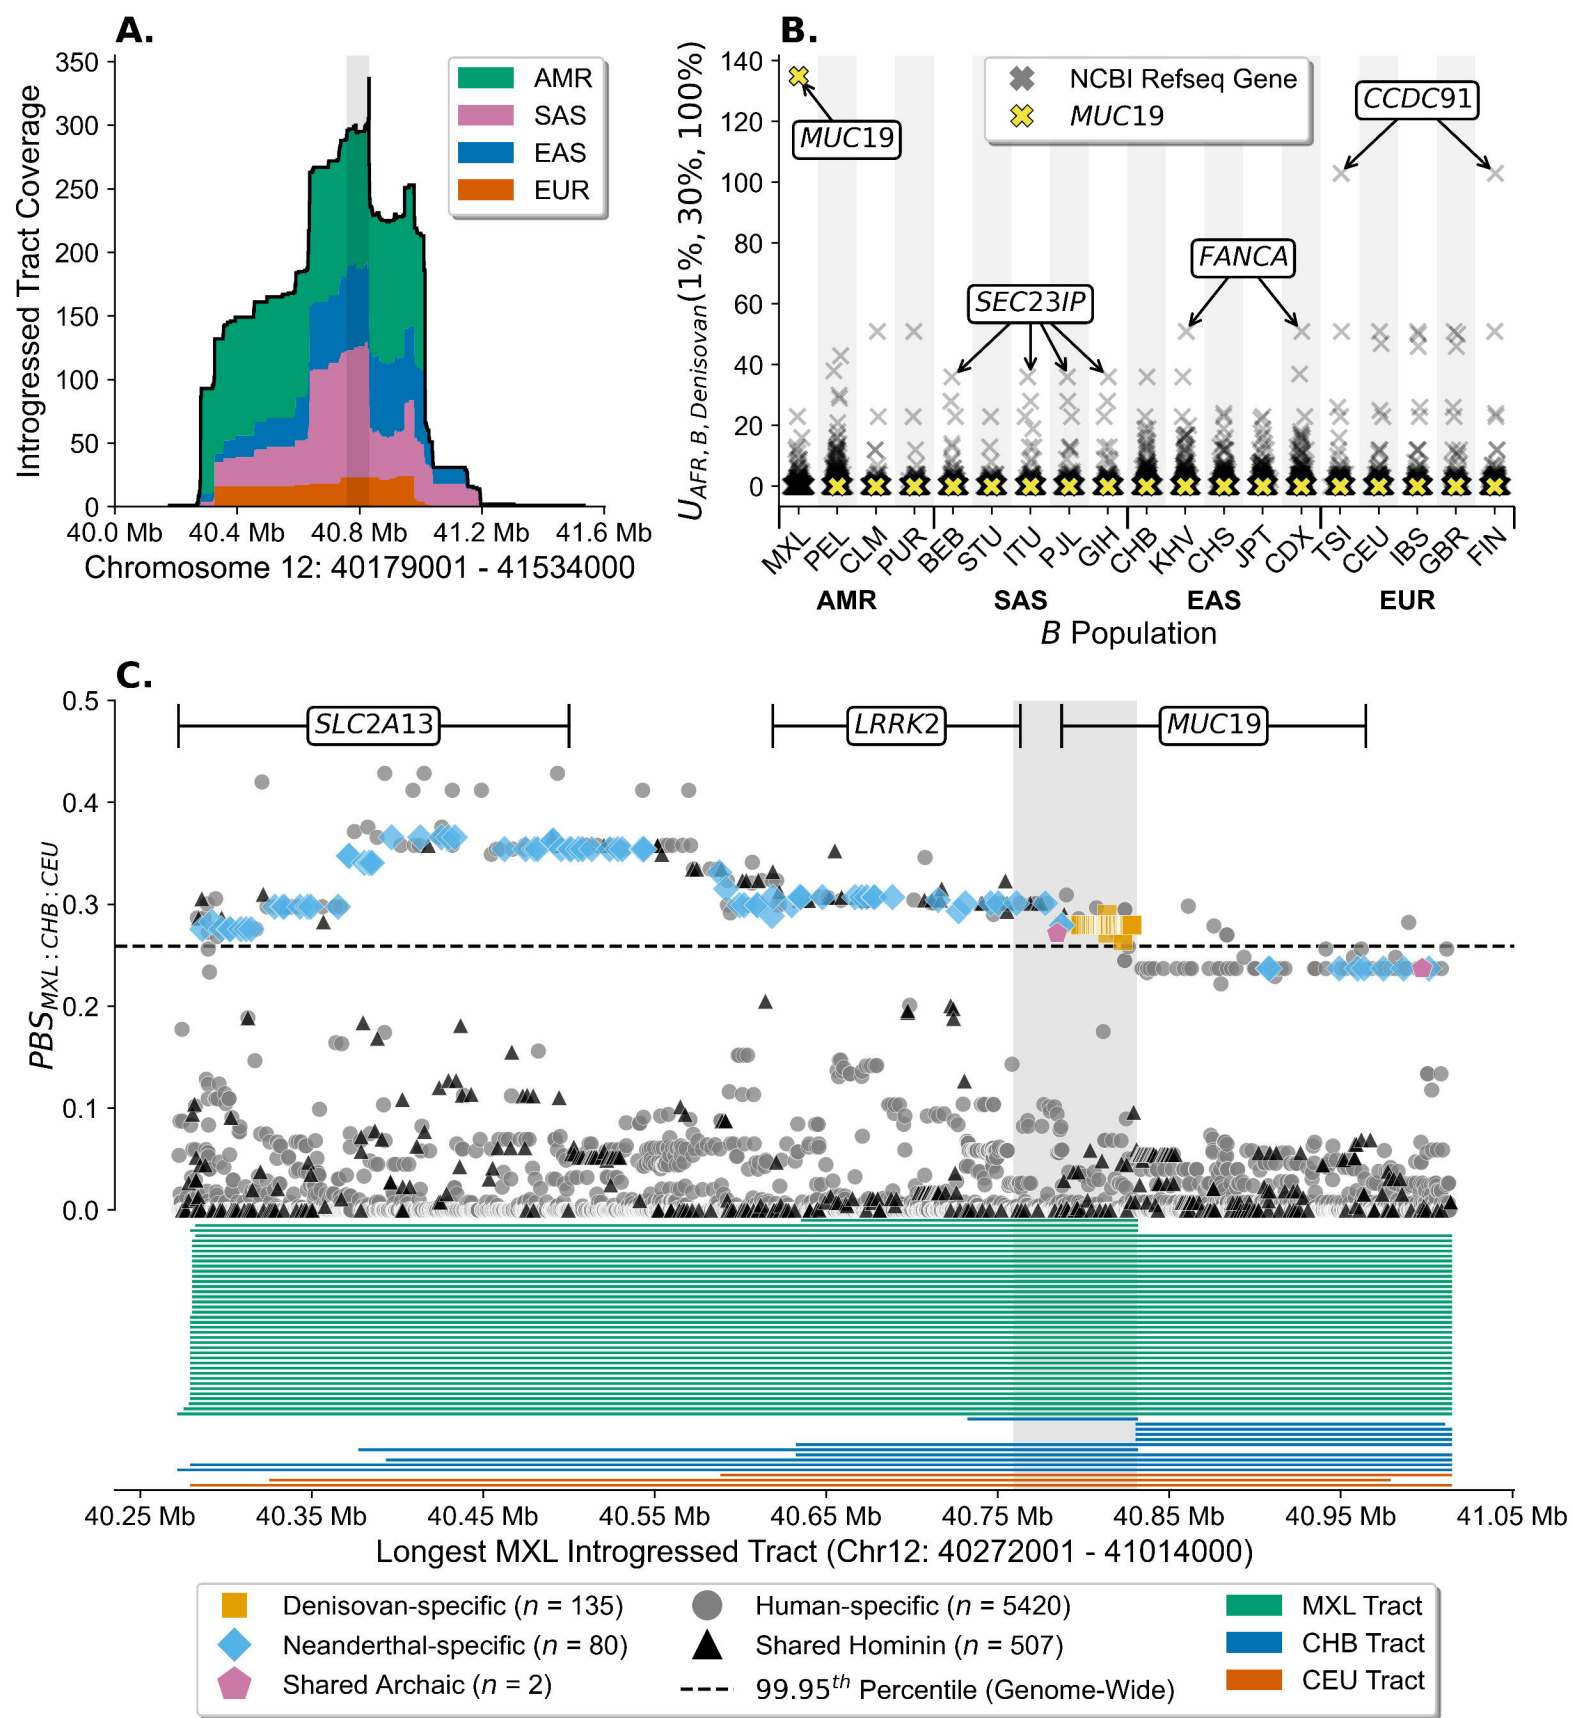 A.
350
300
250
200
150
100
50
0
Introgressed Tract Coverage
AMR
SAS
EAS
EUR
40.0 Mb 40.4 Mb 40.8 Mb 41.2 Mb 41.6 Mb
Chromosome 12: 40179001 - 41534000
B.
140
120
100
80
60
40
20
0
U_AFR, B, Denisovan(1%, 30%, 100%)
NCBI Refseq Gene
MUC19
MUC19
CCDC91
FANCA
SEC23IP
MXL PEL CLM PUR BEB STU ITU PJL GIH CHB KHV CHS JPT CDX TSI CEU IBS GBR FIN
AMR SAS EAS EUR
B Population
C.
0.5
0.4
0.3
0.2
0.1
0.0
PBS_MXL : CHB : CEU
SLC2A13 LRRK2 MUC19
40.25 Mb 40.35 Mb 40.45 Mb 40.55 Mb 40.65 Mb 40.75 Mb 40.85 Mb 40.95 Mb 41.05 Mb
Longest MXL Introgressed Tract (Chr12: 40272001 - 41014000)
Denisovan-specific (n = 135)
Neanderthal-specific (n = 80)
Shared Archaic (n = 2)
Human-specific (n = 5420)
Shared Hominin (n = 507)
99.95th Percentile (Genome-Wide)
MXL Tract
CHB Tract
CEU Tract